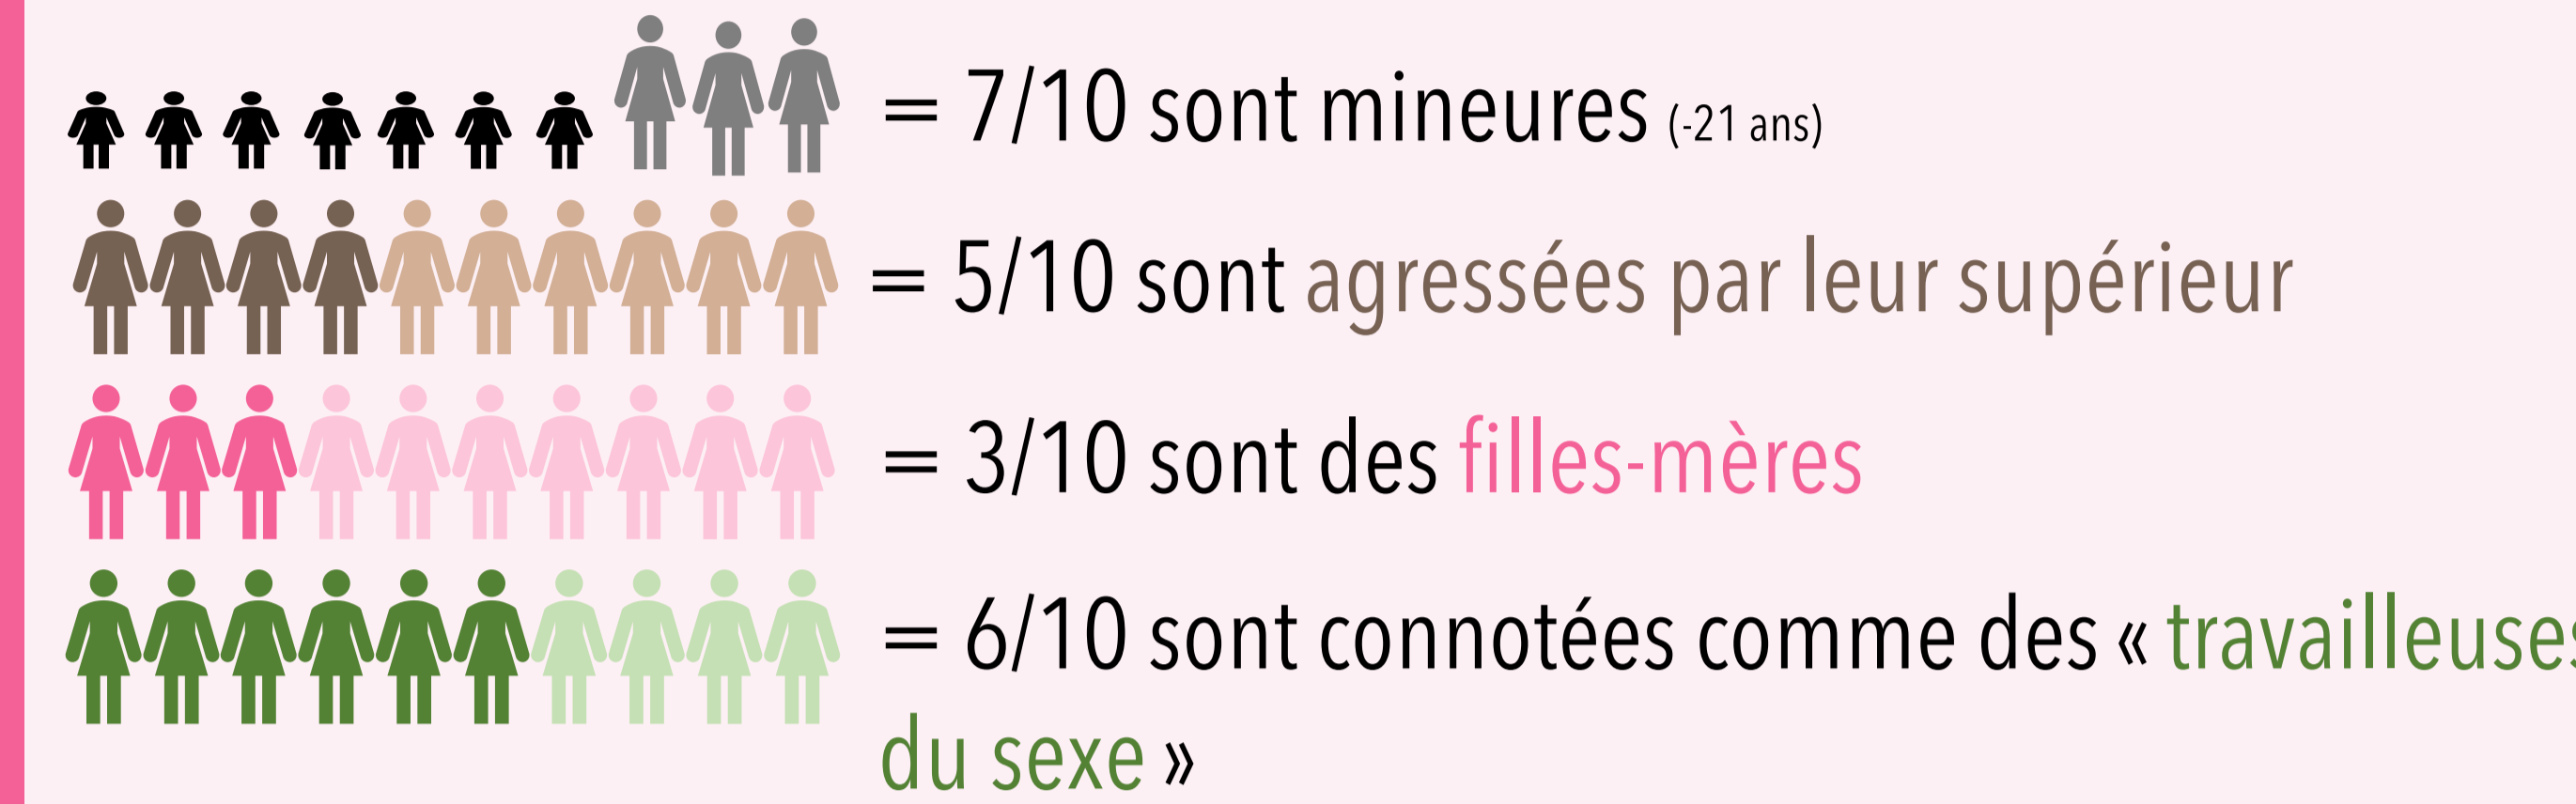 = 7/10 sont mineures (-21 ans)
= 5/10 sont agressées par leur supérieur
= 3/10 sont des filles-mères
= 6/10 sont connotées comme des « travailleuses
du sexe »